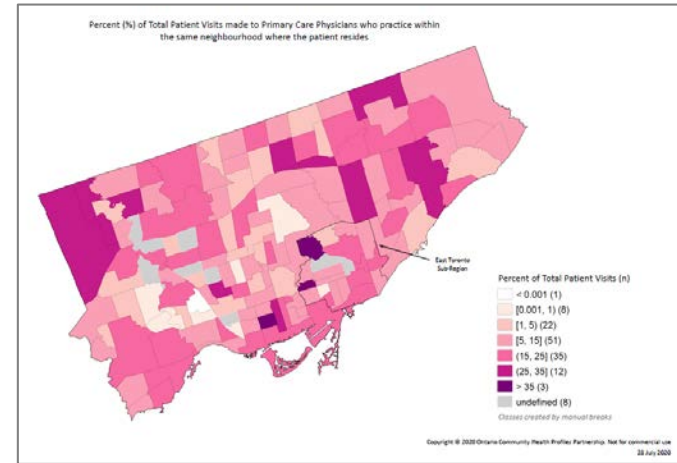 Percent (%) of Total Patient Visits made to Primary Care Physicians who practice within
the same neighbourhood where the patient resides
East Toronto
Sub-Region
Percent of Total Patient Visits (n)
< 0.001 (1)
[0.001, 1) (8)
[1, 5) (22)
[5, 15] (51)
(15, 25] (35)
(25, 35] (12)
> 35 (3)
undefined (8)
Classes created by manual breaks
Copyright © 2020 Ontario Community Health Profiles Partnership. Not for commercial use
28 July 2020